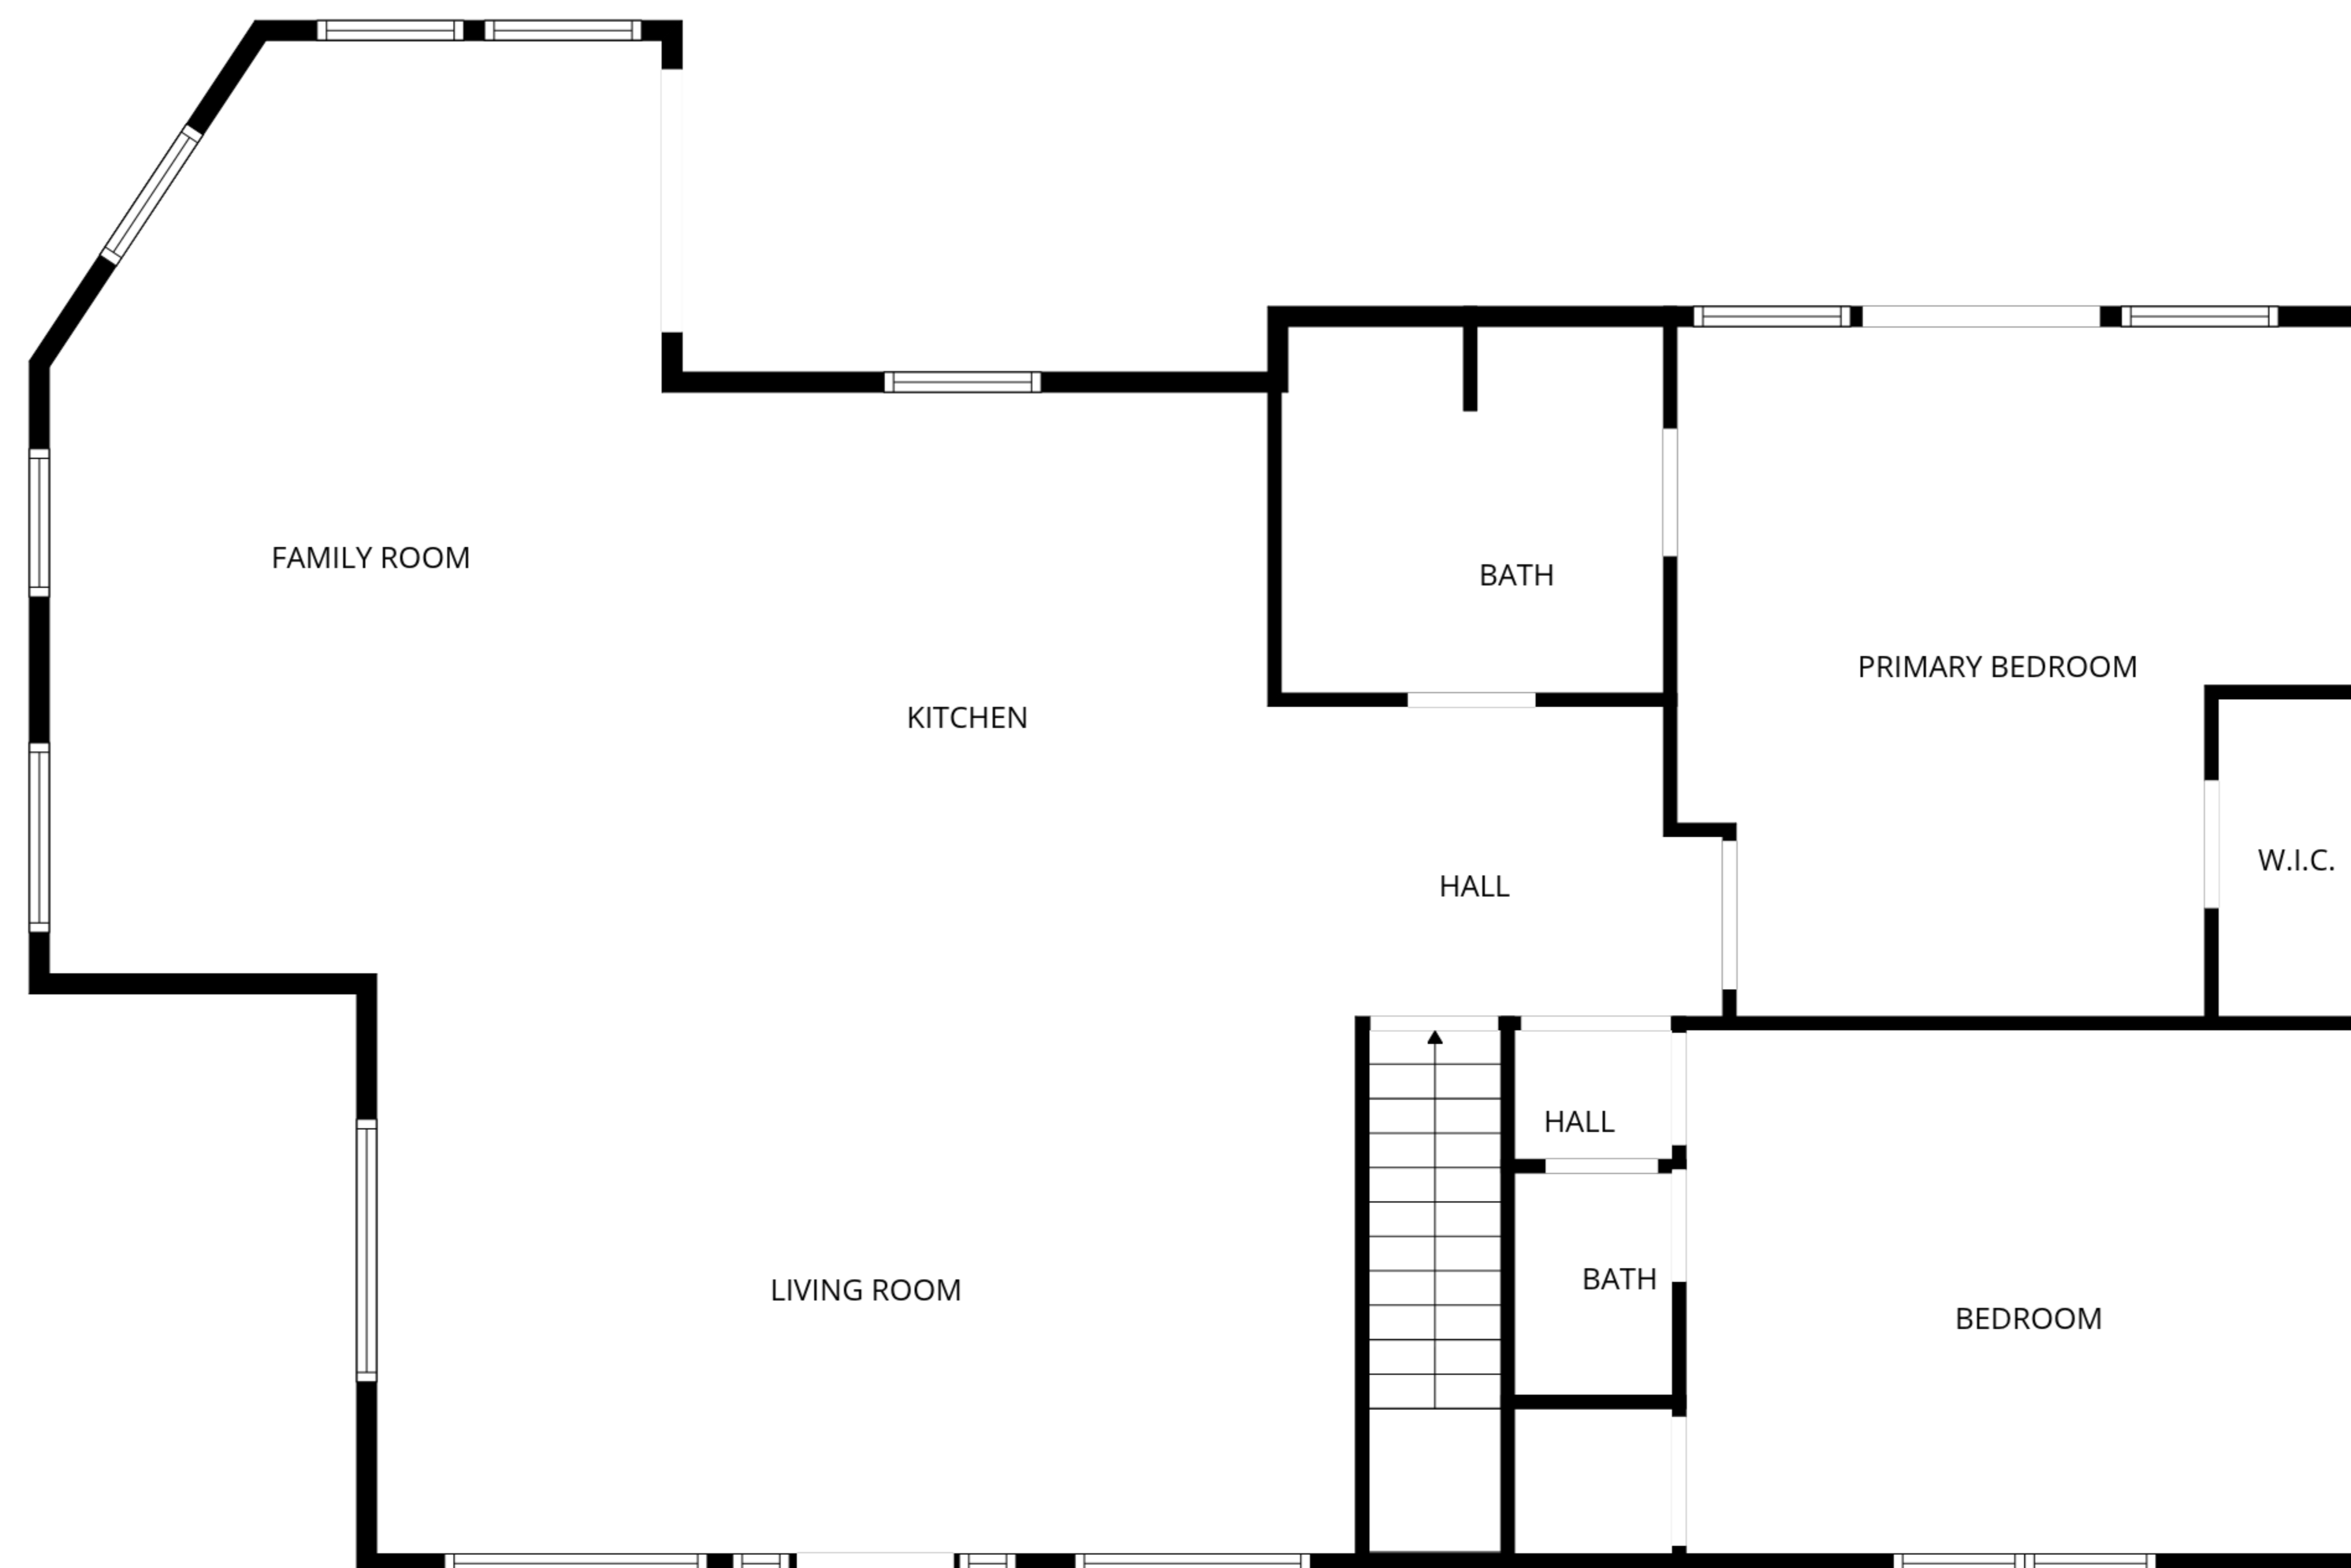 FAMILY ROOM
BATH
PRIMARY BEDROOM
KITCHEN
W.I.C.
HALL
HALL
BATH
LIVING ROOM
BEDROOM